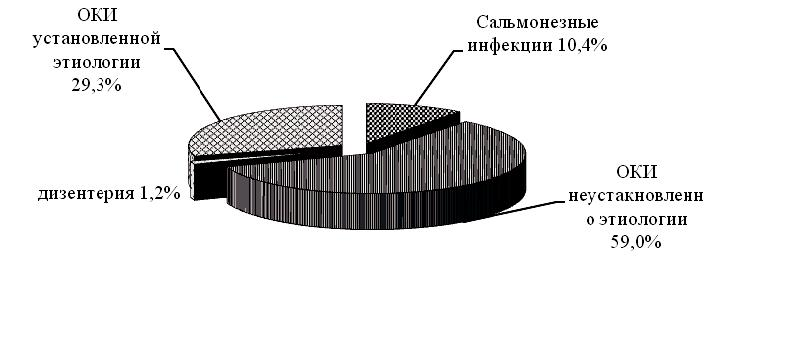 ОКИ
установленной
этиологии
29,3%
Сальмонезные
инфекции 10,4%
дизентерия 1,2%
ОКИ
неустакновленн
о этиологии
59,0%